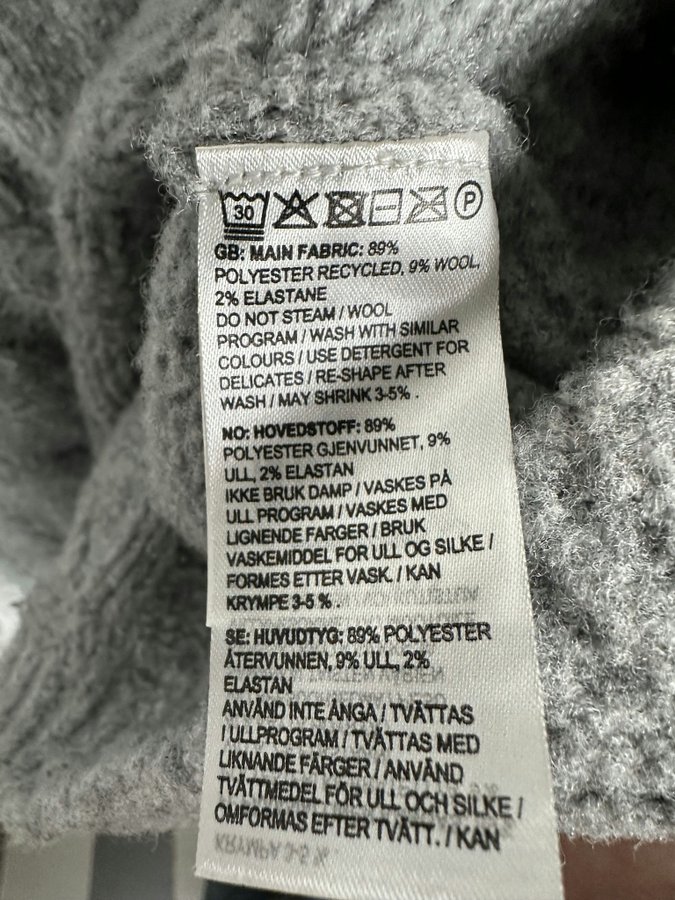 30 P
GB: MAIN FABRIC: 89%
POLYESTER RECYCLED, 9% WOOL,
2% ELASTANE
DO NOT STEAM / WOOL
PROGRAM / WASH WITH SIMILAR
COLOURS / USE DETERGENT FOR
DELICATES / RE-SHAPE AFTER
WASH / MAY SHRINK 3-5% .
NO: HOVEDSTOFF: 89%
POLYESTER GJENVUNNET, 9%
ULL, 2% ELASTAN
IKKE BRUK DAMP / VASKES PÅ
ULL PROGRAM / VASKES MED
LIGNENDE FARGER / BRUK
VASKEMIDDEL FOR ULL OG SILKE /
FORMES ETTER VASK. / KAN
KRYMPE 3-5 % .
SE: HUVUDTYG: 89% POLYESTER
ÅTERVUNNEN, 9% ULL, 2%
ELASTAN
ANVÄND INTE ÅNGA / TVÄTTAS
I ULLPROGRAM / TVÄTTAS MED
LIKNANDE FÄRGER / ANVÄND
TVÄTTMEDEL FÖR ULL OCH SILKE /
OMFORMAS EFTER TVÄTT. / KAN
KRYMPA 3-5 %